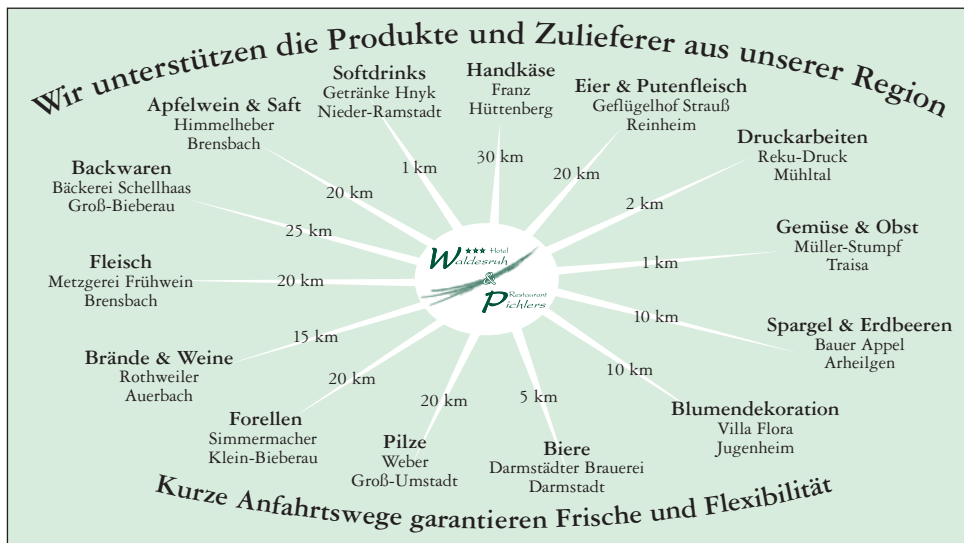 Wir unterstützen die Produkte und Zulieferer aus unserer Region
Softdrinks
Getränke Hnyk
Nieder-Ramstadt
1 km
Handkäse
Franz
Hüttenberg
30 km
Eier & Putenfleisch
Geflügelhof Strauß
Reinheim
20 km
Druckarbeiten
Reku-Druck
Mühltal
2 km
Gemüse & Obst
Müller-Stumpf
Traisa
1 km
Spargel & Erdbeeren
Bauer Appel
Arheilgen
10 km
Blumendekoration
Villa Flora
Jugenheim
10 km
Biere
Darmstädter Brauerei
Darmstadt
5 km
Pilze
Weber
Groß-Umstadt
20 km
Forellen
Simmermacher
Klein-Bieberau
20 km
Brände & Weine
Rothweiler
Auerbach
15 km
Fleisch
Metzgerei Frühwein
Brensbach
20 km
Backwaren
Bäckerei Schellhaas
Groß-Bieberau
25 km
Apfelwein & Saft
Himmelheber
Brensbach
20 km
*** Hotel
Waldesruh
&
Restaurant
Pichlers
Kurze Anfahrtswege garantieren Frische und Flexibilität